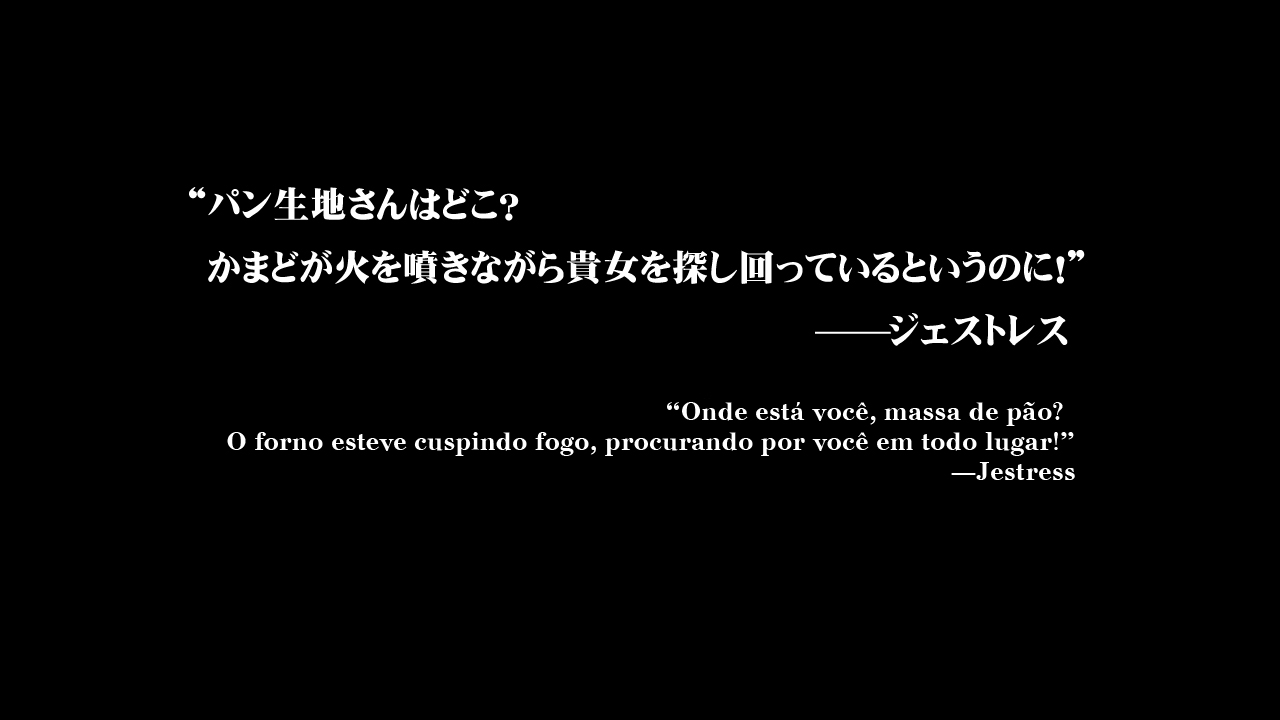 “パン生地さんはどこ?
かまどが火を噴きながら貴女を探し回っているというのに!”
――ジェストレス
“Onde está você, massa de pão?
O forno esteve cuspindo fogo, procurando por você em todo lugar!”
—Jestress